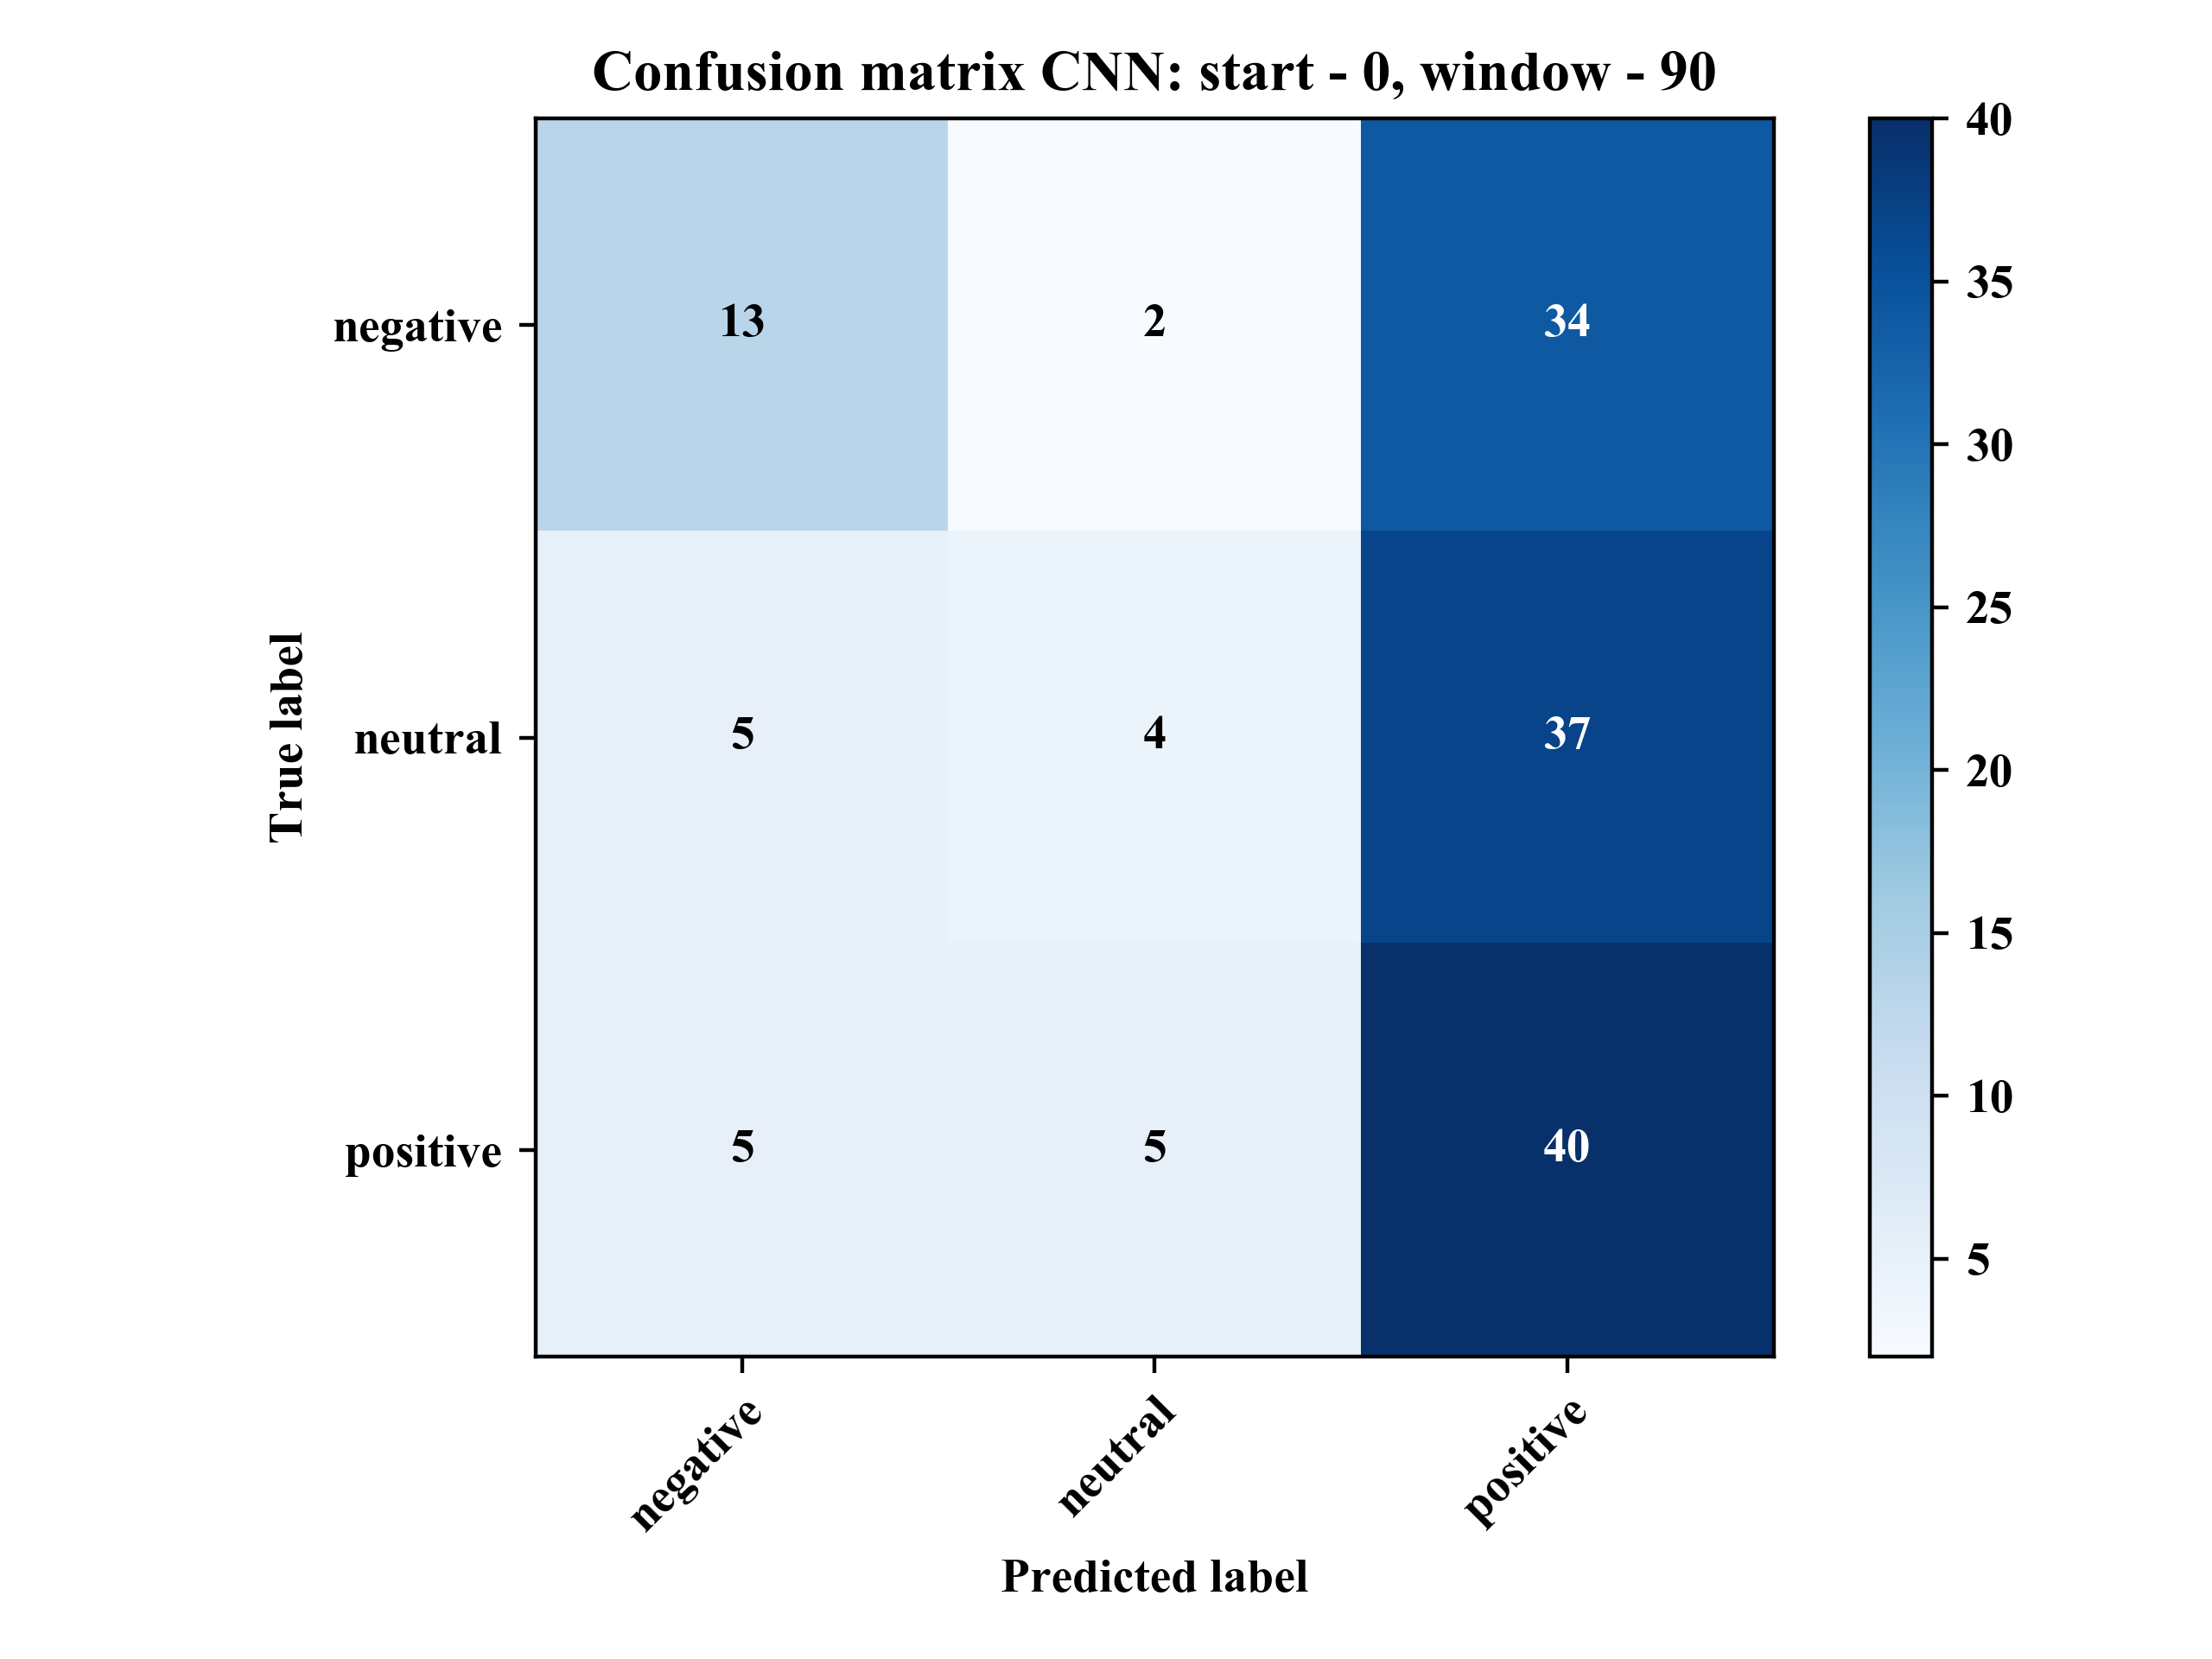 Confusion matrix CNN: start - 0, window - 90
True label
negative 13 2 34
neutral 5 4 37
positive 5 5 40
negative neutral positive
Predicted label
40
35
30
25
20
15
10
5